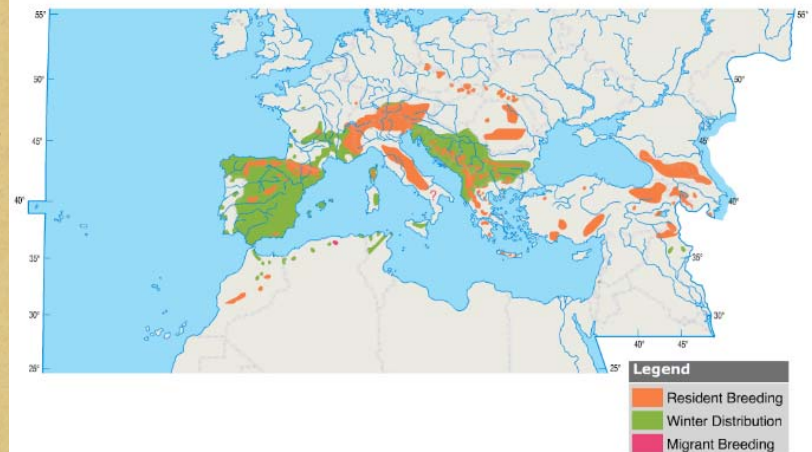 55° 55°
50° 50°
45° 45°
?
40° 40°
35° 35°
30° 30°
40° 45°
25° 25°
Legend
Resident Breeding
Winter Distribution
Migrant Breeding